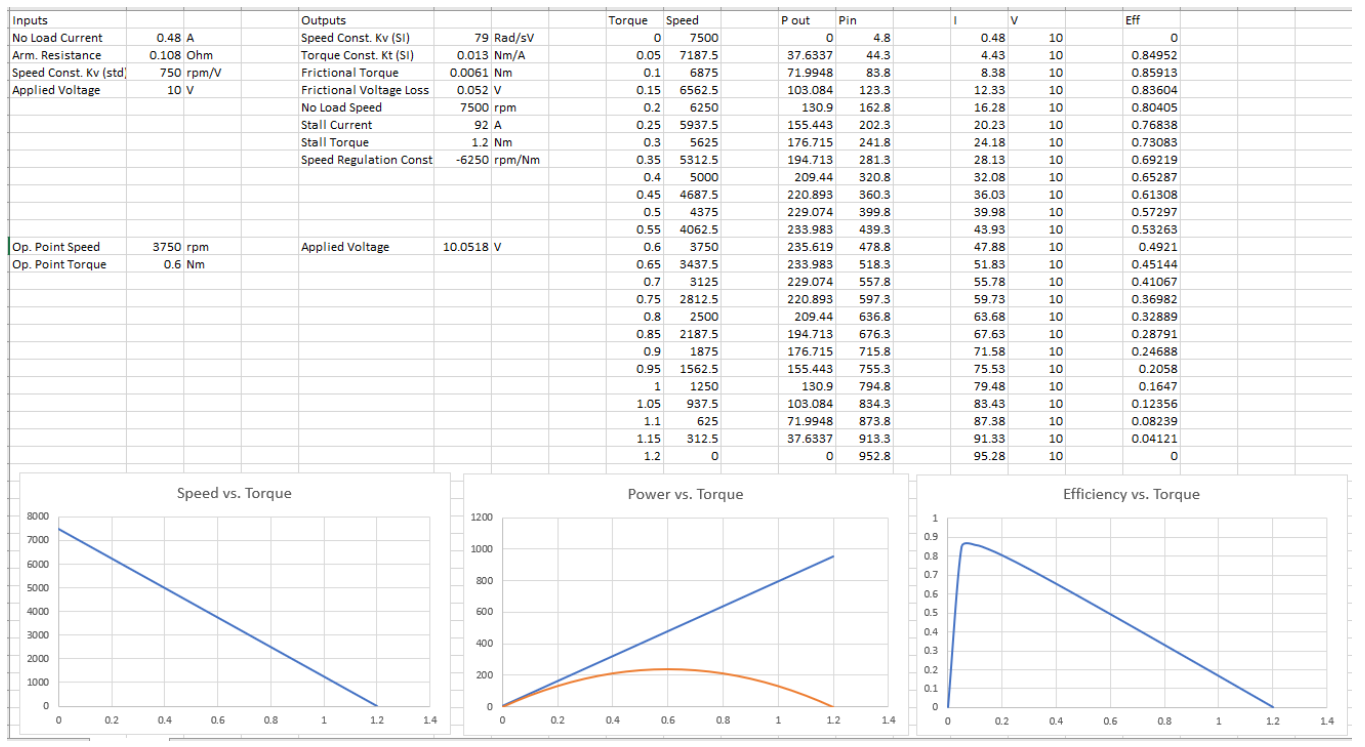 Inputs Outputs Torque Speed P out Pin I V Eff
No Load Current 0.48 A Speed Const. Kv (SI) 79 Rad/sV 0 7500 0 4.8 0.48 10 0
Arm. Resistance 0.108 Ohm Torque Const. Kt (SI) 0.013 Nm/A 0.05 7187.5 37.6337 44.3 4.43 10 0.84952
Speed Const. Kv (std) 750 rpm/V Frictional Torque 0.0061 Nm 0.1 6875 71.9948 83.8 8.38 10 0.85913
Applied Voltage 10 V Frictional Voltage Loss 0.052 V 0.15 6562.5 103.084 123.3 12.33 10 0.83604
No Load Speed 7500 rpm 0.2 6250 130.9 162.8 16.28 10 0.80405
Stall Current 92 A 0.25 5937.5 155.443 202.3 20.23 10 0.76838
Stall Torque 1.2 Nm 0.3 5625 176.715 241.8 24.18 10 0.73083
Speed Regulation Const -6250 rpm/Nm 0.35 5312.5 194.713 281.3 28.13 10 0.69219
0.4 5000 209.44 320.8 32.08 10 0.65287
0.45 4687.5 220.893 360.3 36.03 10 0.61308
0.5 4375 229.074 399.8 39.98 10 0.57297
0.55 4062.5 233.983 439.3 43.93 10 0.53263
Op. Point Speed 3750 rpm Applied Voltage 10.0518 V 0.6 3750 235.619 478.8 47.88 10 0.4921
Op. Point Torque 0.6 Nm 0.65 3437.5 233.983 518.3 51.83 10 0.45144
0.7 3125 229.074 557.8 55.78 10 0.41067
0.75 2812.5 220.893 597.3 59.73 10 0.36982
0.8 2500 209.44 636.8 63.68 10 0.32889
0.85 2187.5 194.713 676.3 67.63 10 0.28791
0.9 1875 176.715 715.8 71.58 10 0.24688
0.95 1562.5 155.443 755.3 75.53 10 0.2058
1 1250 130.9 794.8 79.48 10 0.1647
1.05 937.5 103.084 834.3 83.43 10 0.12356
1.1 625 71.9948 873.8 87.38 10 0.08239
1.15 312.5 37.6337 913.3 91.33 10 0.04121
1.2 0 0 952.8 95.28 10 0
Speed vs. Torque
8000
7000
6000
5000
4000
3000
2000
1000
0
0 0.2 0.4 0.6 0.8 1 1.2 1.4
Power vs. Torque
1200
1000
800
600
400
200
0
0 0.2 0.4 0.6 0.8 1 1.2 1.4
Efficiency vs. Torque
1
0.9
0.8
0.7
0.6
0.5
0.4
0.3
0.2
0.1
0
0 0.2 0.4 0.6 0.8 1 1.2 1.4